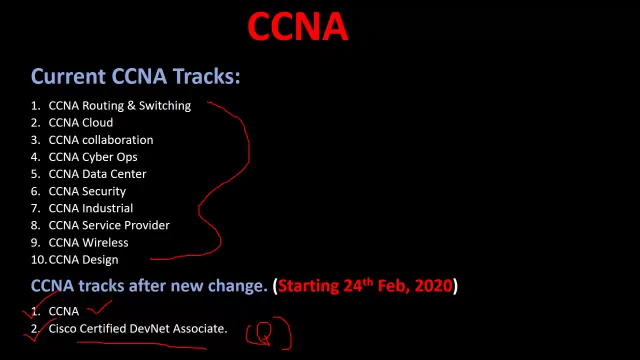 CCNA
Current CCNA Tracks:
1. CCNA Routing & Switching
2. CCNA Cloud
3. CCNA collaboration
4. CCNA Cyber Ops
5. CCNA Data Center
6. CCNA Security
7. CCNA Industrial
8. CCNA Service Provider
9. CCNA Wireless
10. CCNA Design
CCNA tracks after new change. (Starting 24th Feb, 2020)
1. CCNA
2. Cisco Certified DevNet Associate.